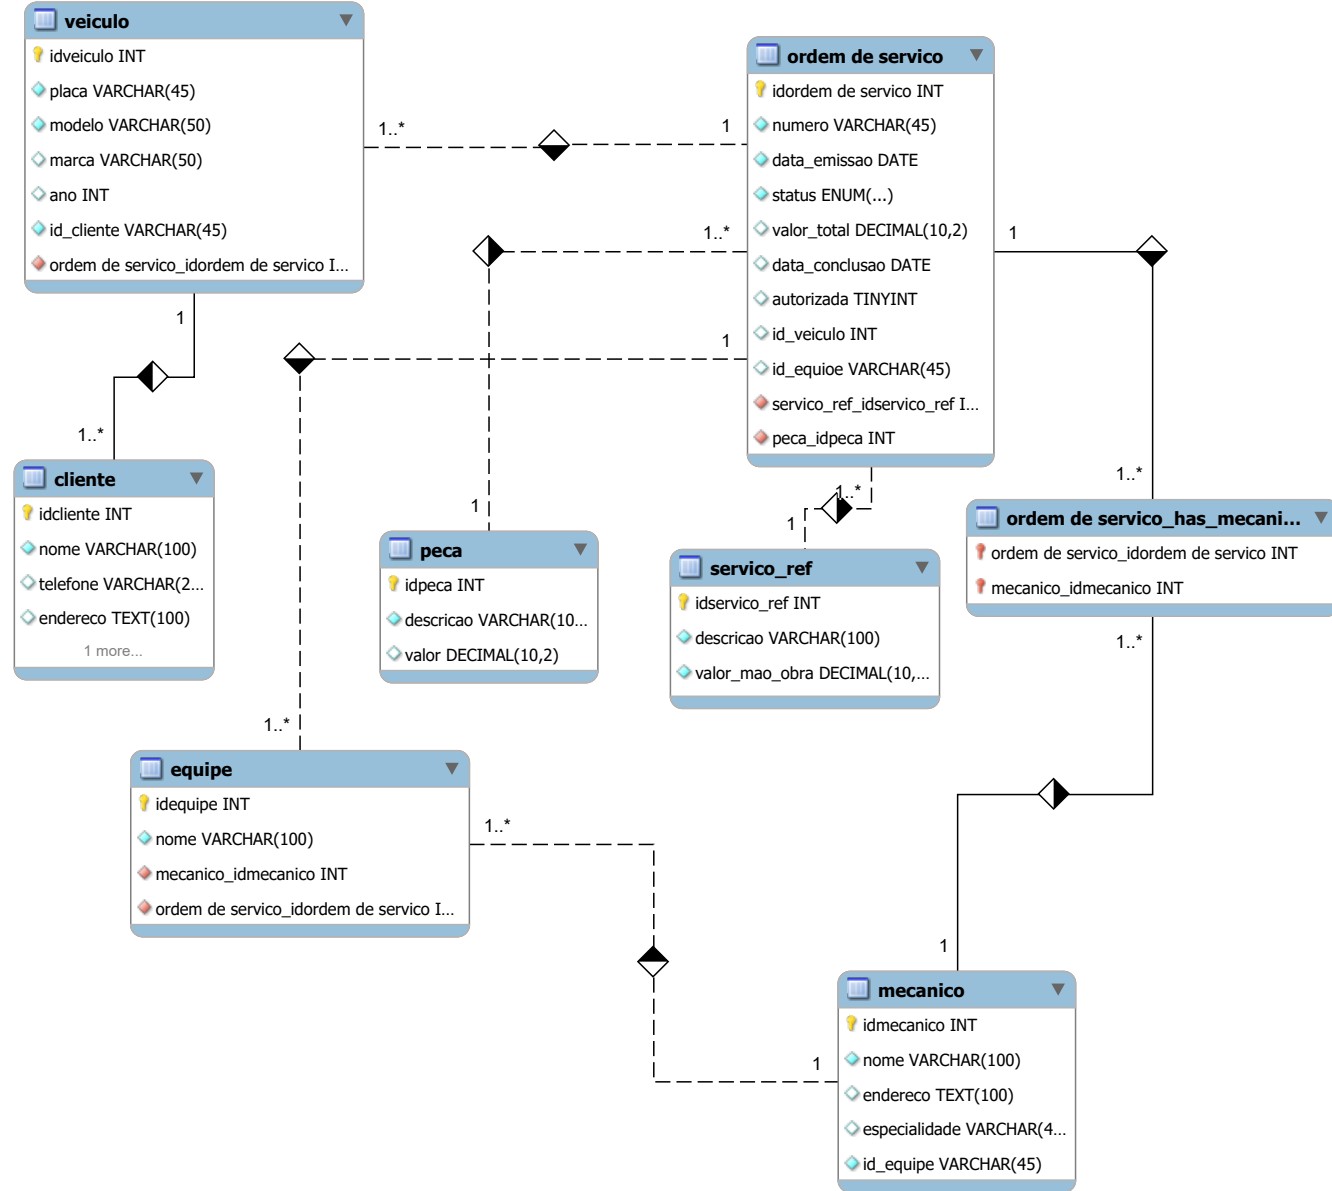 veiculo
idveiculo INT
placa VARCHAR(45)
modelo VARCHAR(50)
marca VARCHAR(50)
ano INT
id_cliente VARCHAR(45)
ordem de servico_idordem de servico I...
1..*
1
ordem de servico
idordem de servico INT
numero VARCHAR(45)
data_emissao DATE
status ENUM(...)
valor_total DECIMAL(10,2)
data_conclusao DATE
autorizada TINYINT
id_veiculo INT
id_equioe VARCHAR(45)
servico_ref_idservico_ref I...
peca_idpeca INT
1..*
1
1
1
1..*
cliente
idcliente INT
nome VARCHAR(100)
telefone VARCHAR(2...
endereco TEXT(100)
1 more...
1
peca
idpeca INT
descricao VARCHAR(10...
valor DECIMAL(10,2)
1..*
1
servico_ref
idservico_ref INT
descricao VARCHAR(100)
valor_mao_obra DECIMAL(10,...
1..*
ordem de servico_has_mecani...
ordem de servico_idordem de servico INT
mecanico_idmecanico INT
1..*
1..*
equipe
idequipe INT
nome VARCHAR(100)
mecanico_idmecanico INT
ordem de servico_idordem de servico I...
1..*
1
1
mecanico
idmecanico INT
nome VARCHAR(100)
endereco TEXT(100)
especialidade VARCHAR(4...
id_equipe VARCHAR(45)